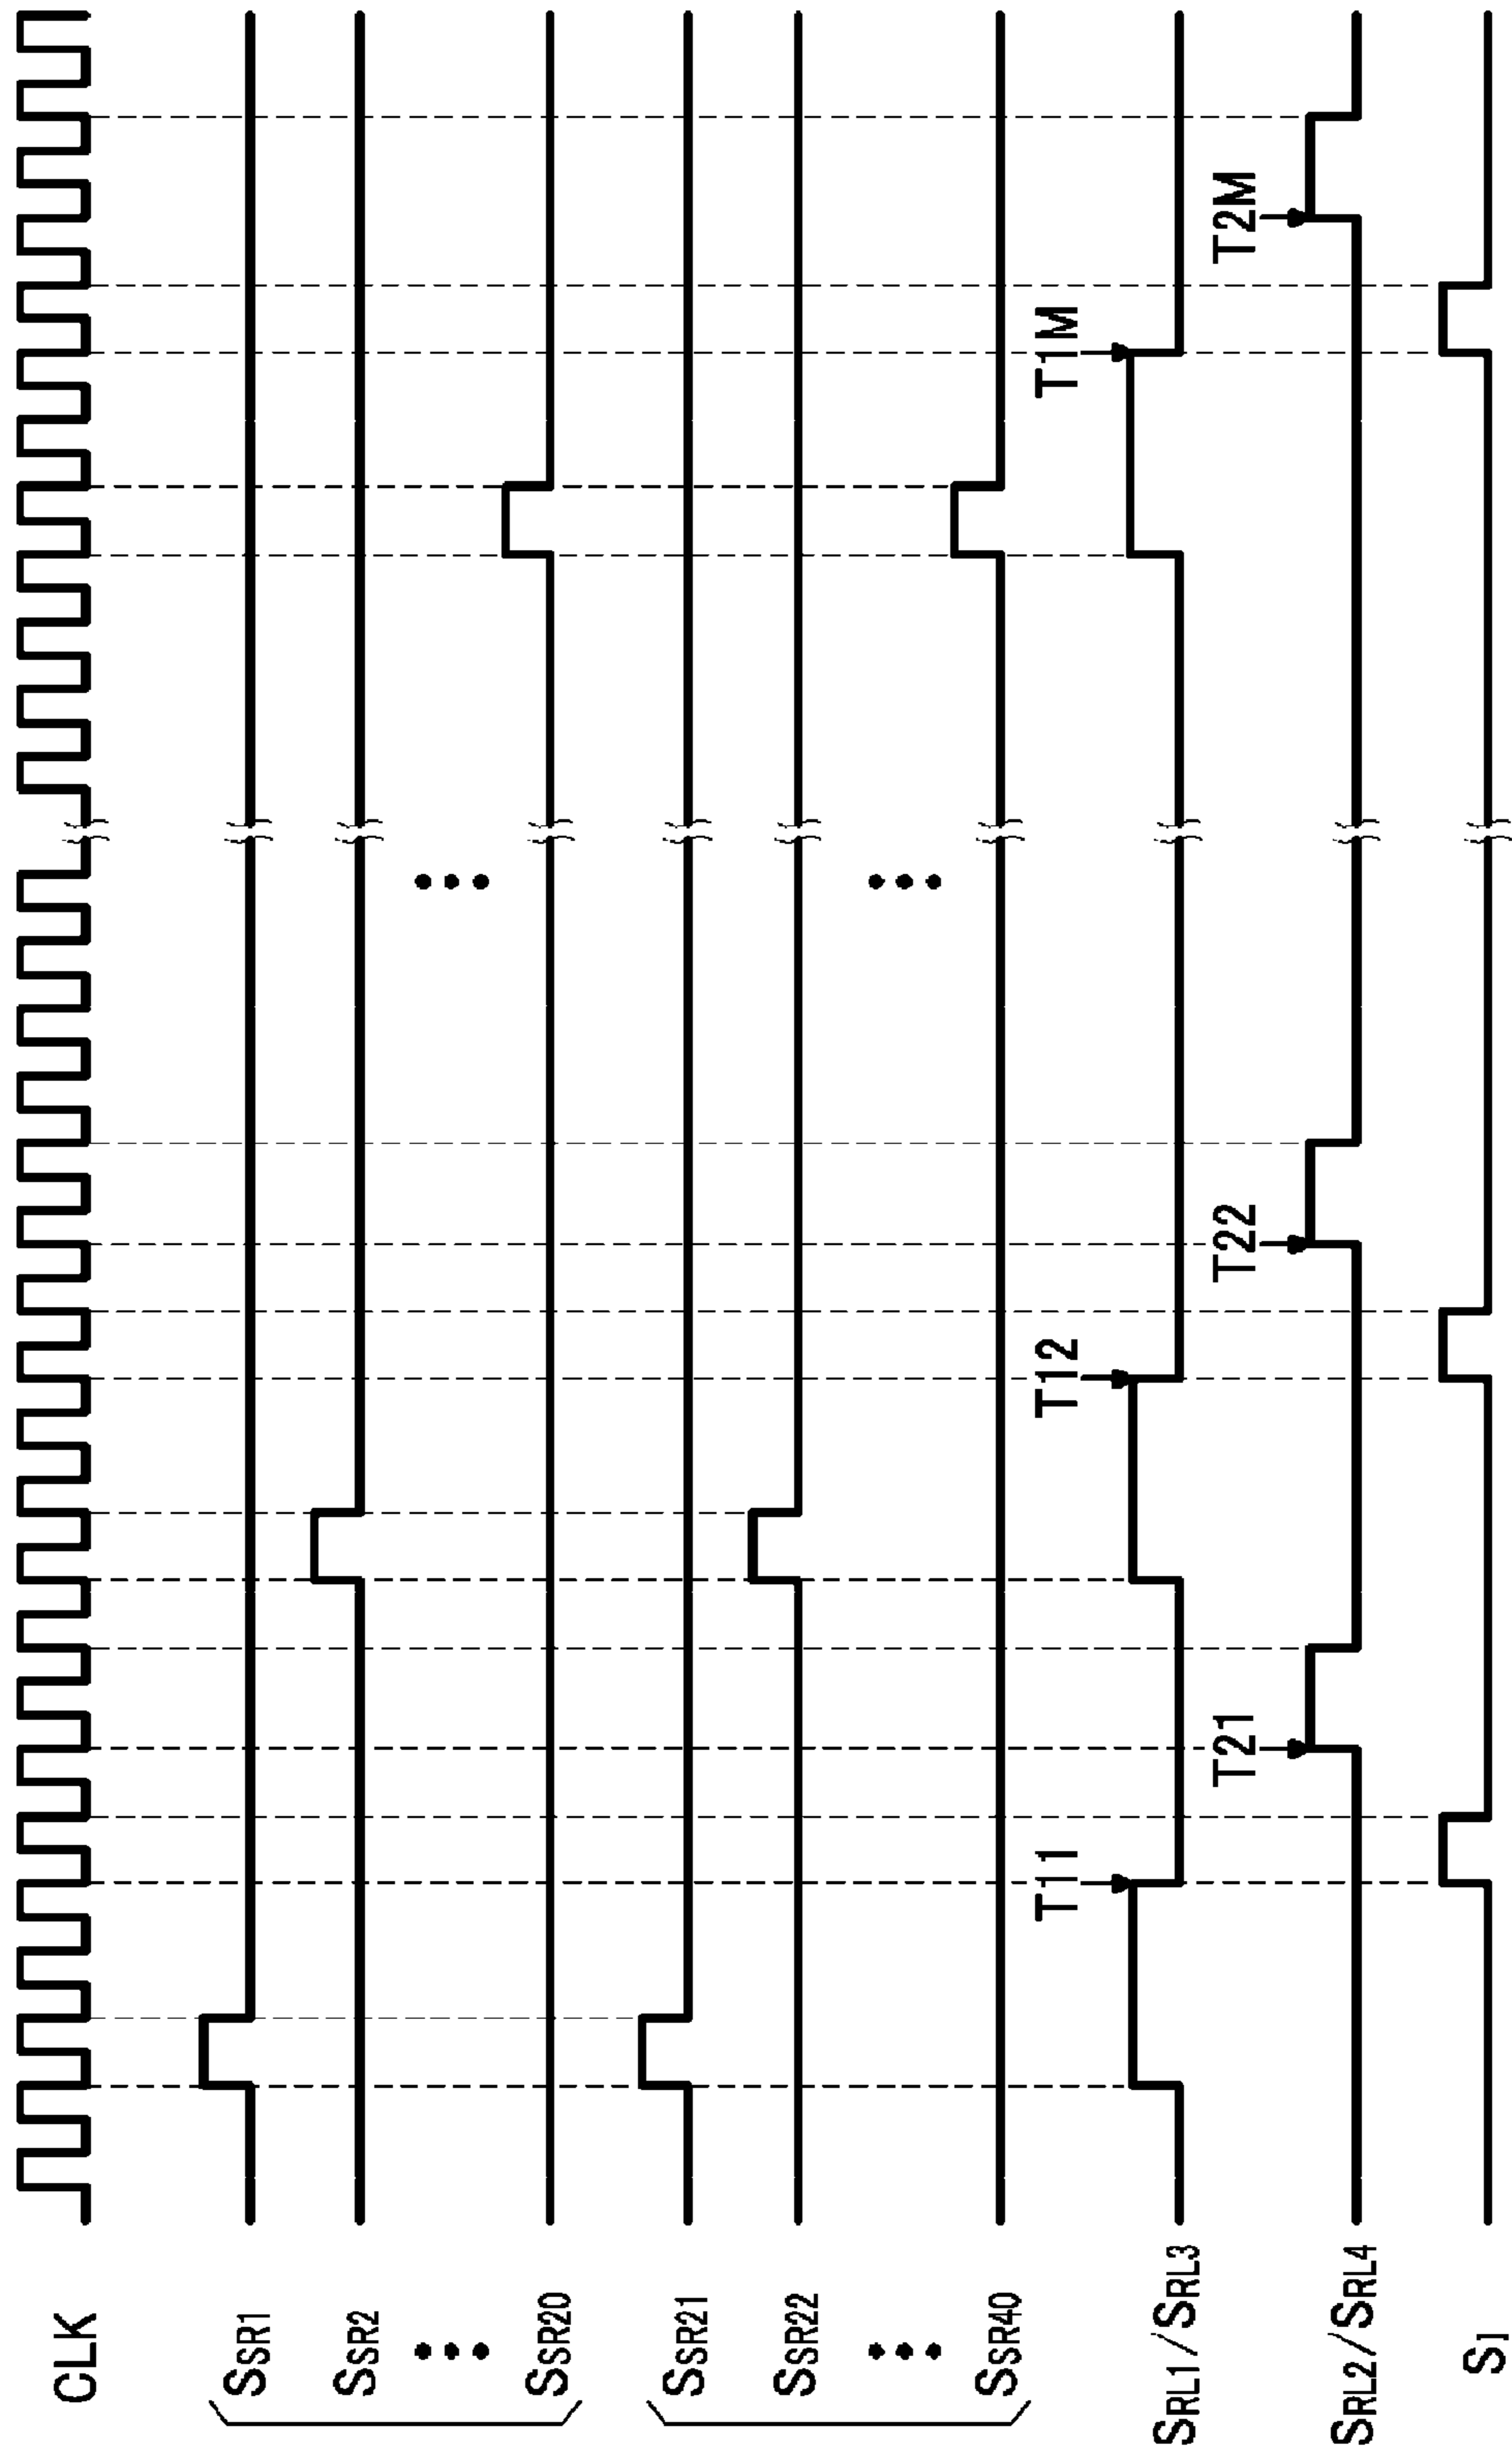 CLK
SSR1
SSR2
SSR20
SSR21
SSR22
SSR40
T11
T12
T1M
SRL1/SRL3
T21
T22
T2M
SRL2/SRL4
SI